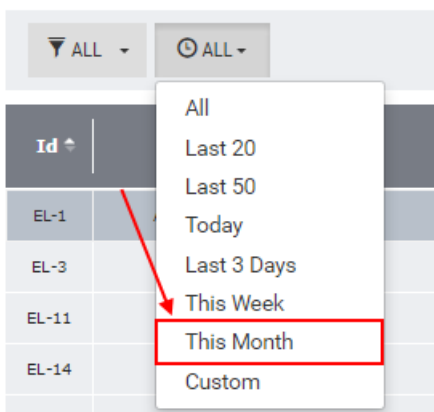 ALL
ALL
All
Id
Last 20
Last 50
EL-1
Today
EL-3
Last 3 Days
This Week
EL-11
This Month
EL-14
Custom